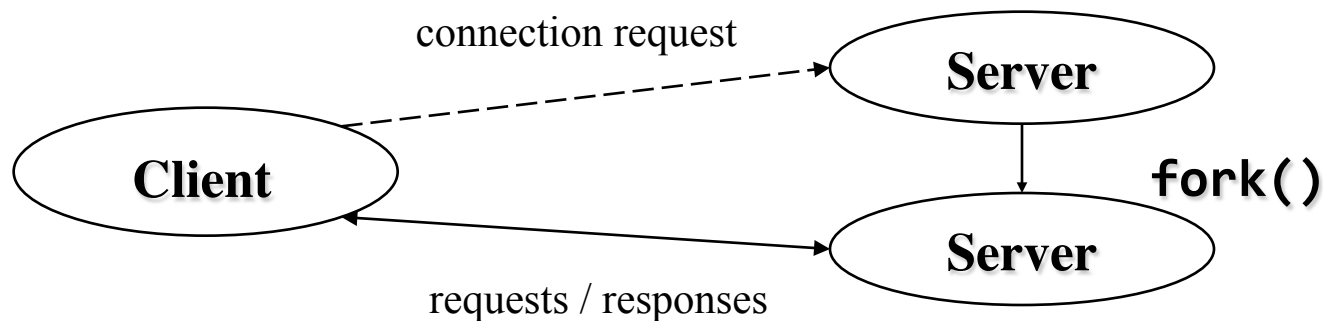 connection request
Server
Client
fork()
Server
requests / responses